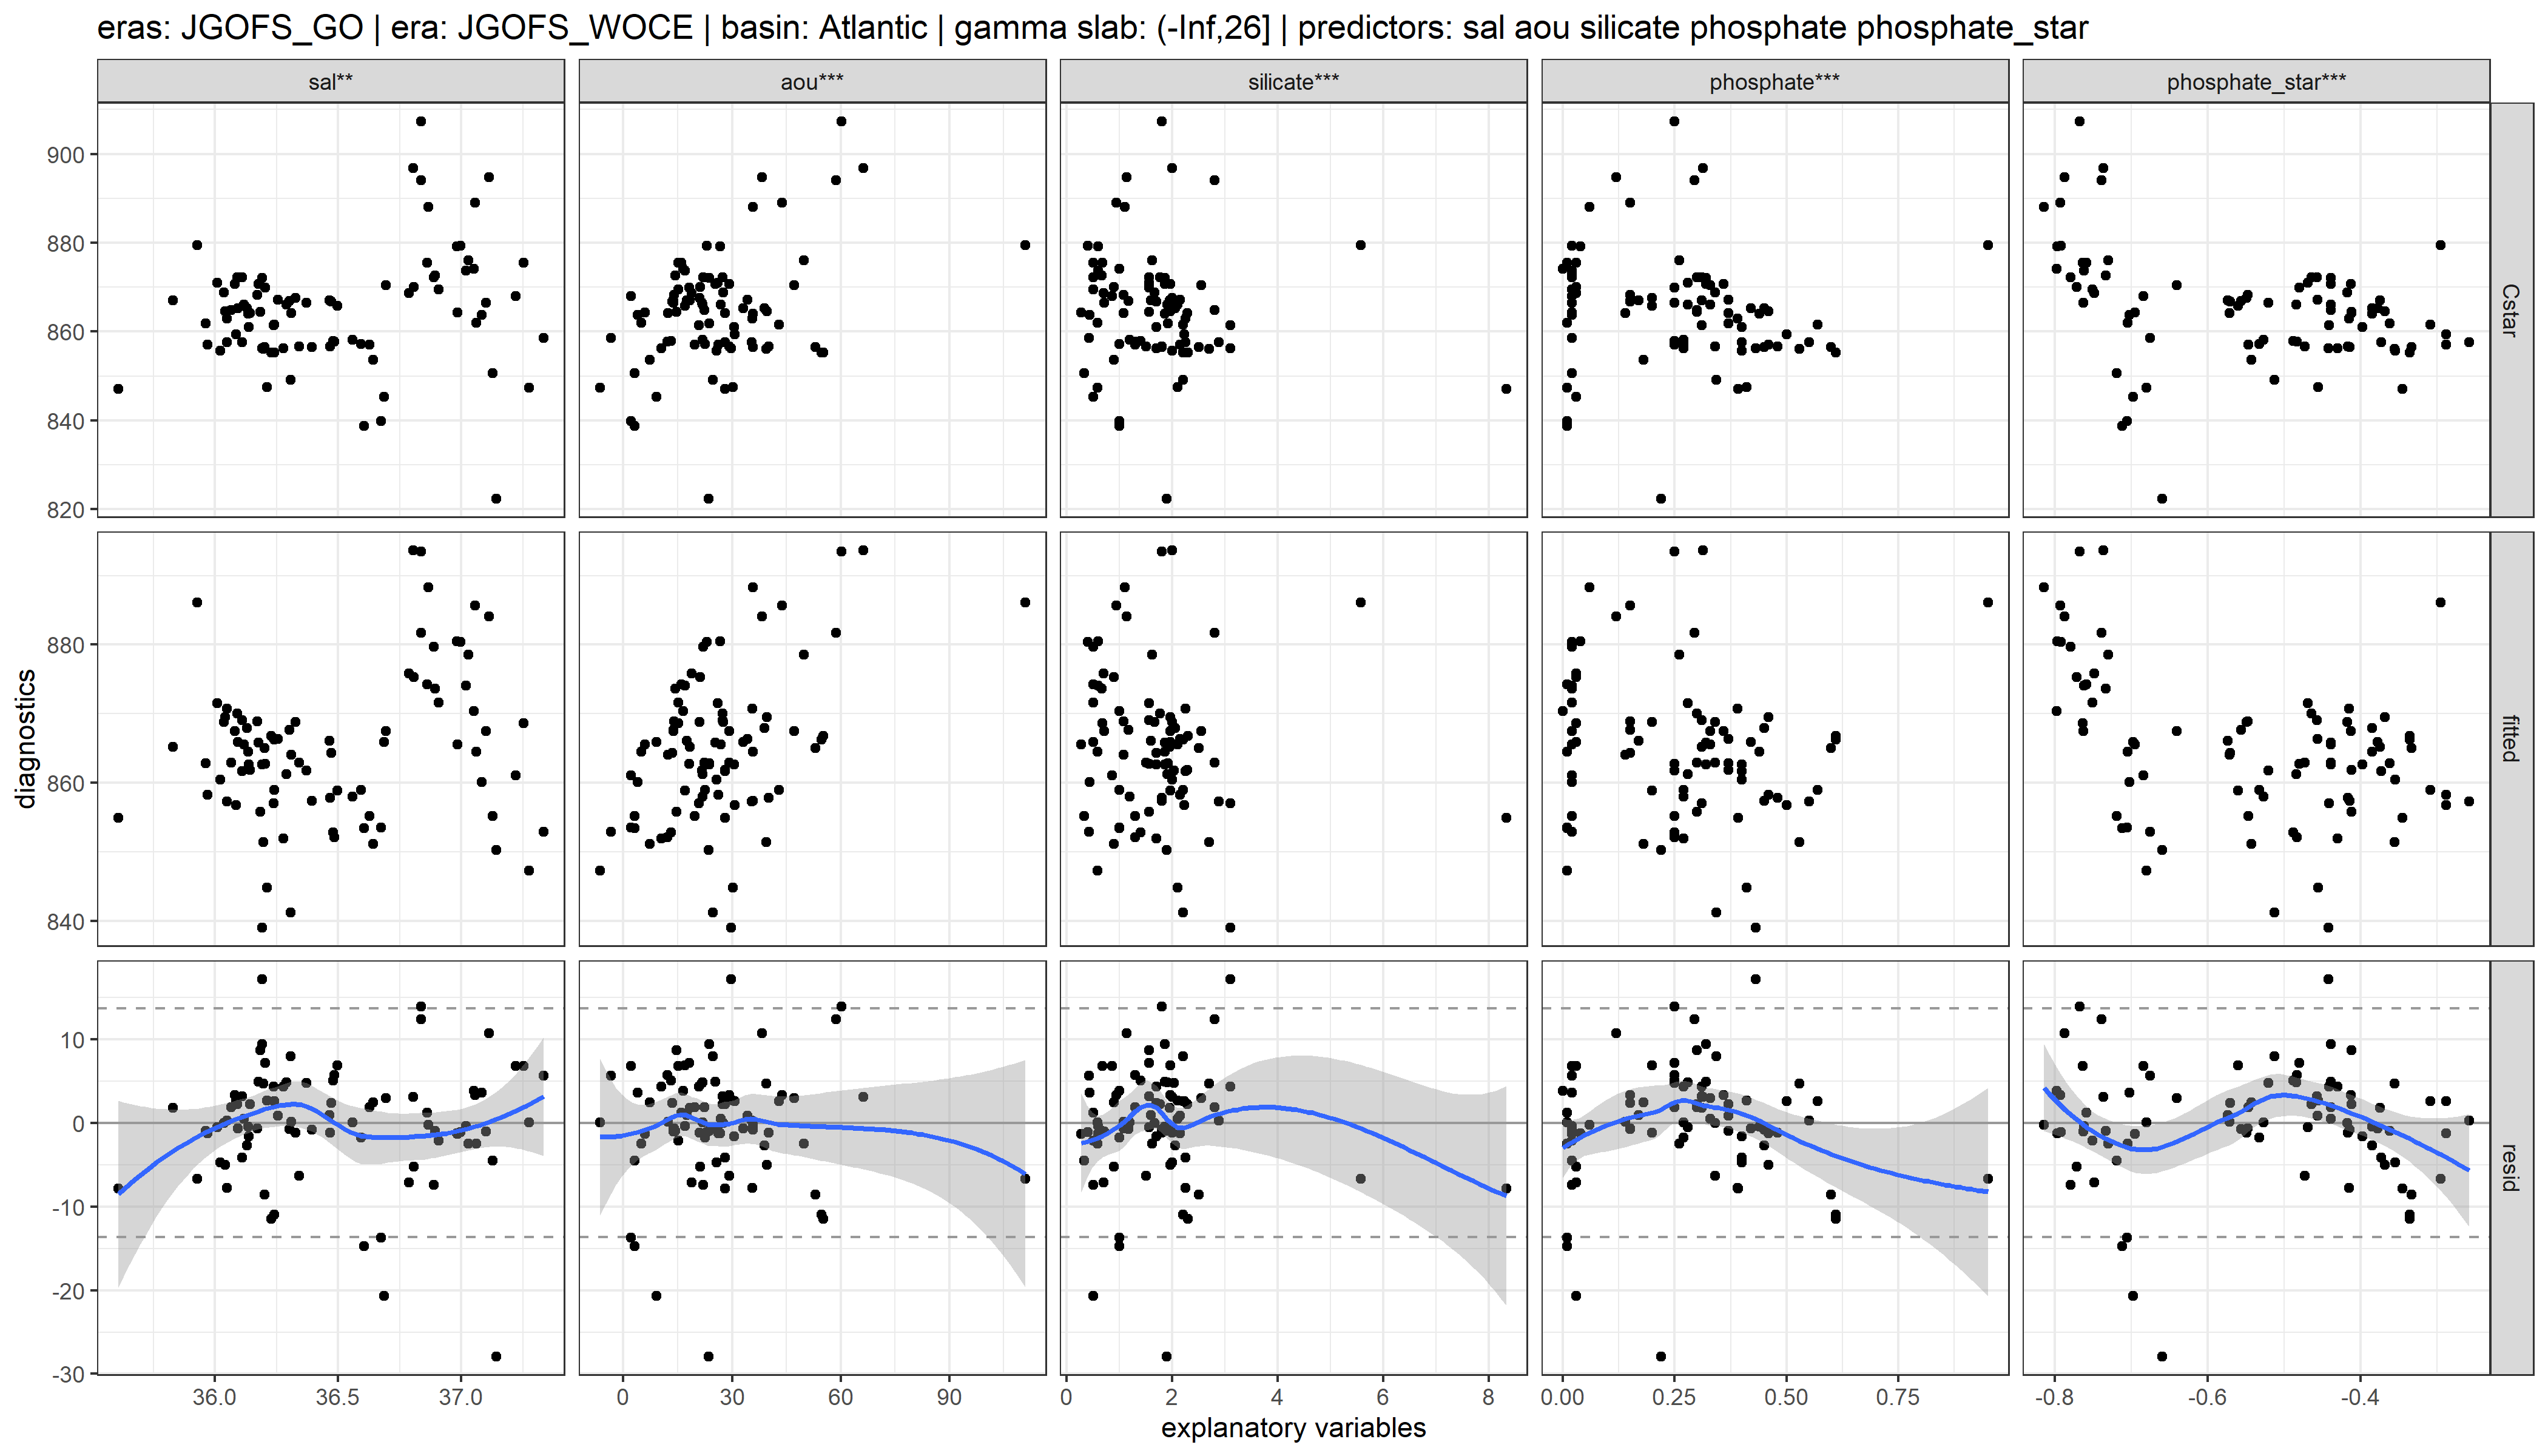 eras: JGOFS_GO | era: JGOFS_WOCE | basin: Atlantic | gamma slab: (-Inf,26] | predictors: sal aou silicate phosphate phosphate_star
sal** aou*** silicate*** phosphate*** phosphate_star***
900
880
860
840
820
Cstar
880
860
840
fitted
diagnostics
10
0
-10
-20
-30
resid
36.0 36.5 37.0 0 30 60 90 0 2 4 6 8 0.00 0.25 0.50 0.75 -0.8 -0.6 -0.4
explanatory variables